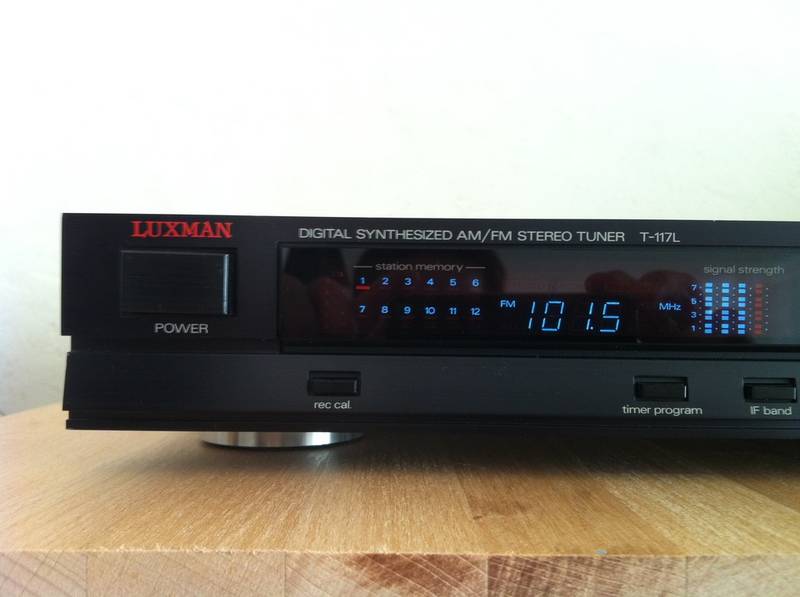 LUXMAN
DIGITAL SYNTHESIZED AM/FM STEREO TUNER T-117L
POWER
station memory
1 2 3 4 5 6
7 8 9 10 11 12
FM 101.5 MHz
signal strength
7
5
3
1
rec cal.
timer program
IF band